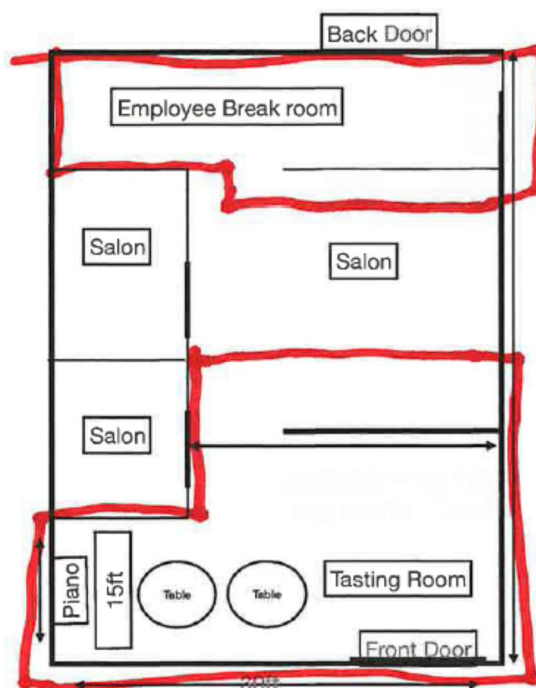 Back Door
Employee Break room
Salon
Salon
Salon
Piano
15ft
Table
Table
Tasting Room
Front Door